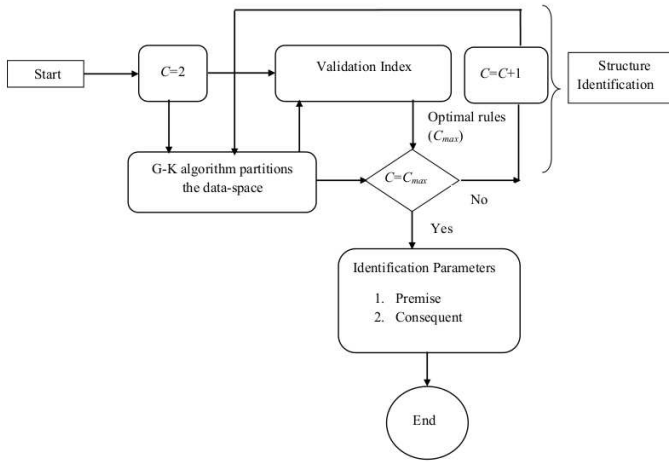 Start
C=2
Validation Index
C=C+1
Structure
Identification
Optimal rules
(Cmax)
G-K algorithm partitions
the data-space
C=Cmax
No
Yes
Identification Parameters
1. Premise
2. Consequent
End